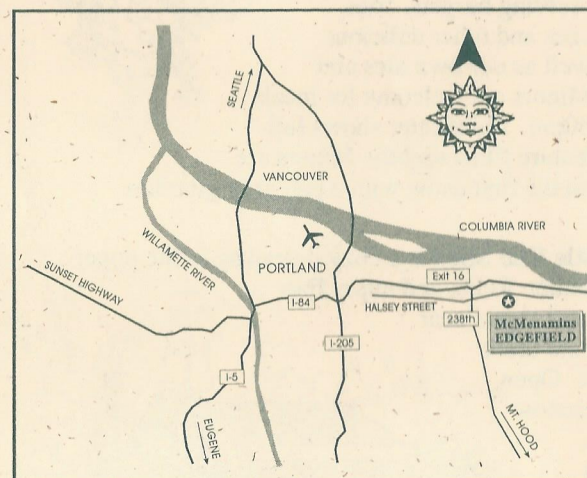 SEATTLE
VANCOUVER
COLUMBIA RIVER
WILLAMETTE RIVER
PORTLAND
SUNSET HIGHWAY
Exit 16
I-84
HALSEY STREET
238th
McMenamins
EDGEFIELD
I-205
I-5
EUGENE
MT. HOOD